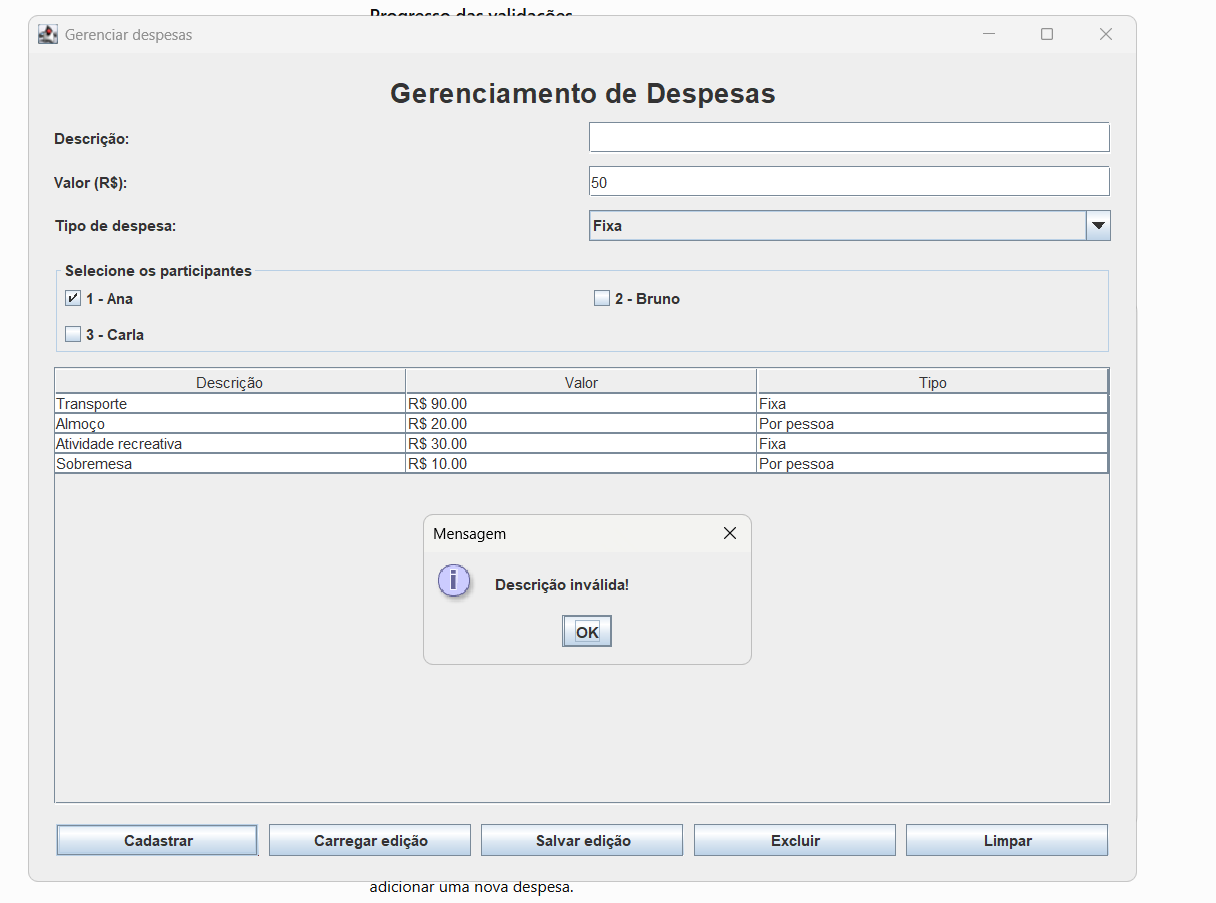 Progresso das validações
Gerenciar despesas
Gerenciamento de Despesas
Descrição:
Valor (R$):
50
Tipo de despesa:
Fixa
Selecione os participantes
1 - Ana
2 - Bruno
3 - Carla
Descrição Valor Tipo
Transporte R$ 90.00 Fixa
Almoço R$ 20.00 Por pessoa
Atividade recreativa R$ 30.00 Fixa
Sobremesa R$ 10.00 Por pessoa
Mensagem
Descrição inválida!
OK
Cadastrar
Carregar edição
Salvar edição
Excluir
Limpar
adicionar uma nova despesa.